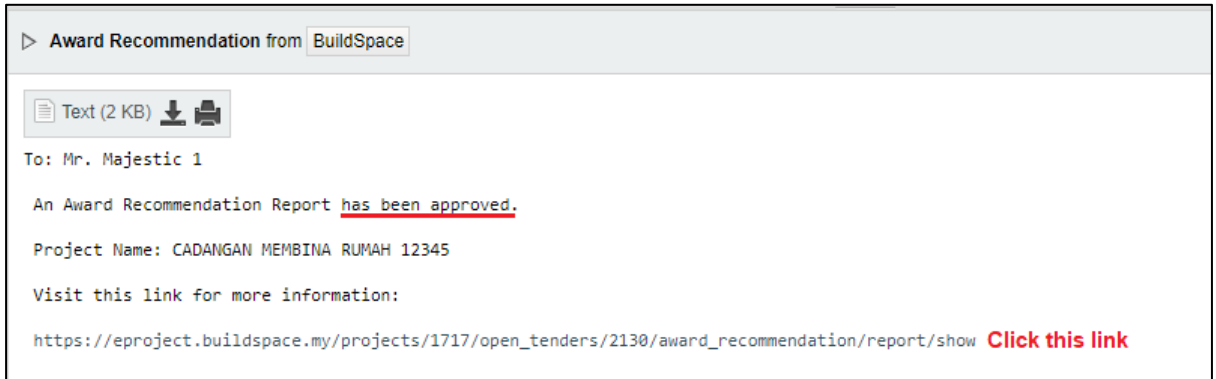 Award Recommendation from BuildSpace
Text (2 KB)
To: Mr. Majestic 1
An Award Recommendation Report has been approved.
Project Name: CADANGAN MEMBINA RUMAH 12345
Visit this link for more information:
https://eproject.buildspace.my/projects/1717/open_tenders/2130/award_recommendation/report/show Click this link